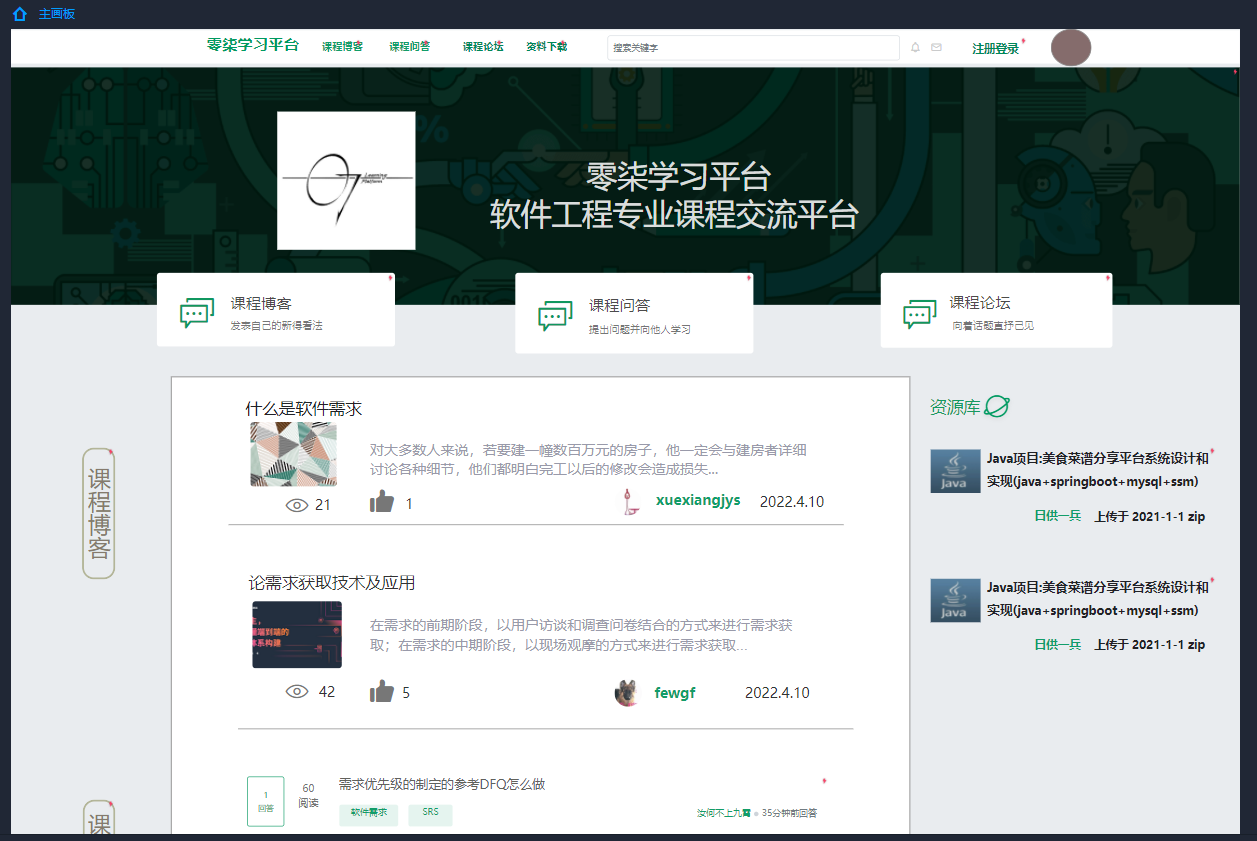 主画板
零柒学习平台
课程博客
课程问答
课程论坛
资料下载
搜索关键字
注册登录
Learning
Platform
零柒学习平台
软件工程专业课程交流平台
课程博客
发表自己的新得看法
课程问答
提出问题并向他人学习
课程论坛
向着话题直抒己见
课程博客
什么是软件需求
对大多数人来说，若要建一幢数百万元的房子，他一定会与建房者详细
讨论各种细节，他们都明白完工以后的修改会造成损失...
21
1
xuexiangjys
2022.4.10
论需求获取技术及应用
在需求的前期阶段，以用户访谈和调查问卷结合的方式来进行需求获
取；在需求的中期阶段，以现场观摩的方式来进行需求获取...
42
5
fewgf
2022.4.10
1
回答
60
阅读
需求优先级的制定的参考DFQ怎么做
软件需求
SRS
汝何不上九霄
35分钟前回答
课
资源库
Java
Java项目:美食菜谱分享平台系统设计和
实现(java+springboot+mysql+ssm)
日供一兵
上传于 2021-1-1 zip
Java
Java项目:美食菜谱分享平台系统设计和
实现(java+springboot+mysql+ssm)
日供一兵
上传于 2021-1-1 zip